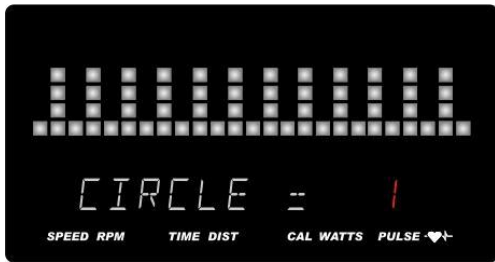 CIRCLE = 1
SPEED RPM TIME DIST CAL WATTS PULSE